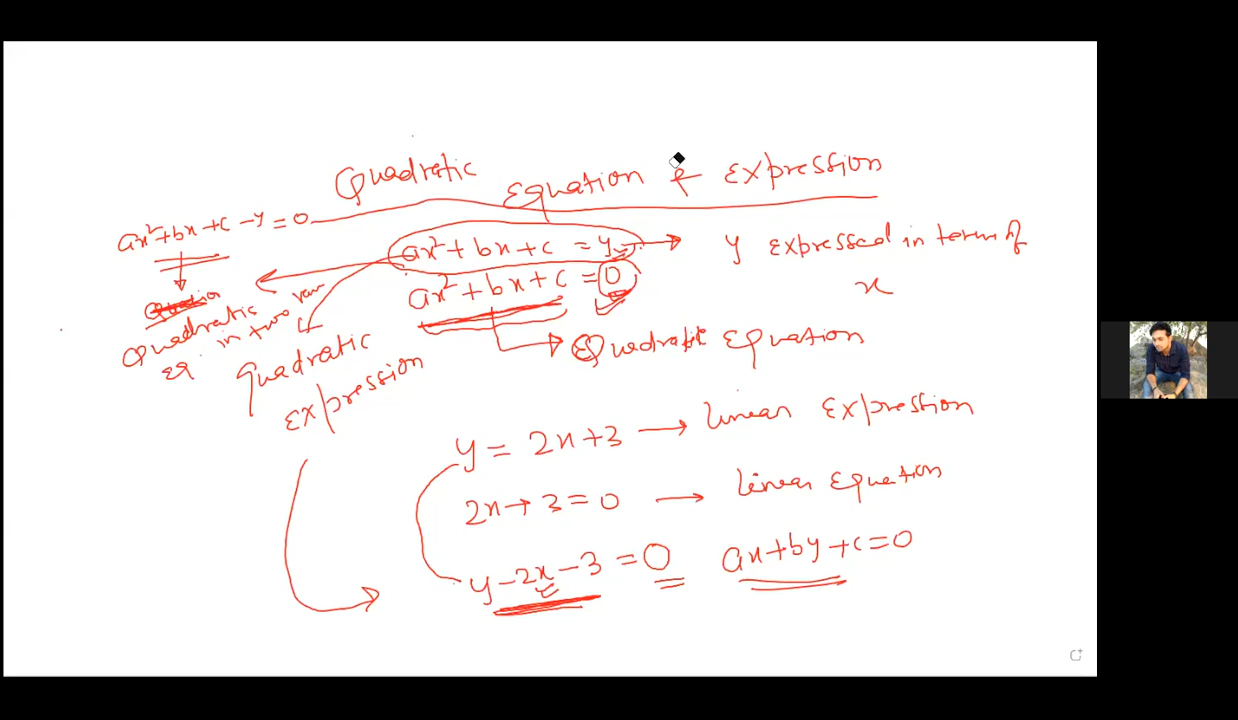 Quadratic Equation & Expression
ax²+bx+c-y=0
ax²+bx+c = y → y expressed in term of x
ax²+bx+c = 0
Quadratic Equation
Quadratic in two var
Quadratic Expression
y = 2x+3 → linear Expression
2x+3=0 → linear Equation
y-2x-3=0 ax+by+c=0